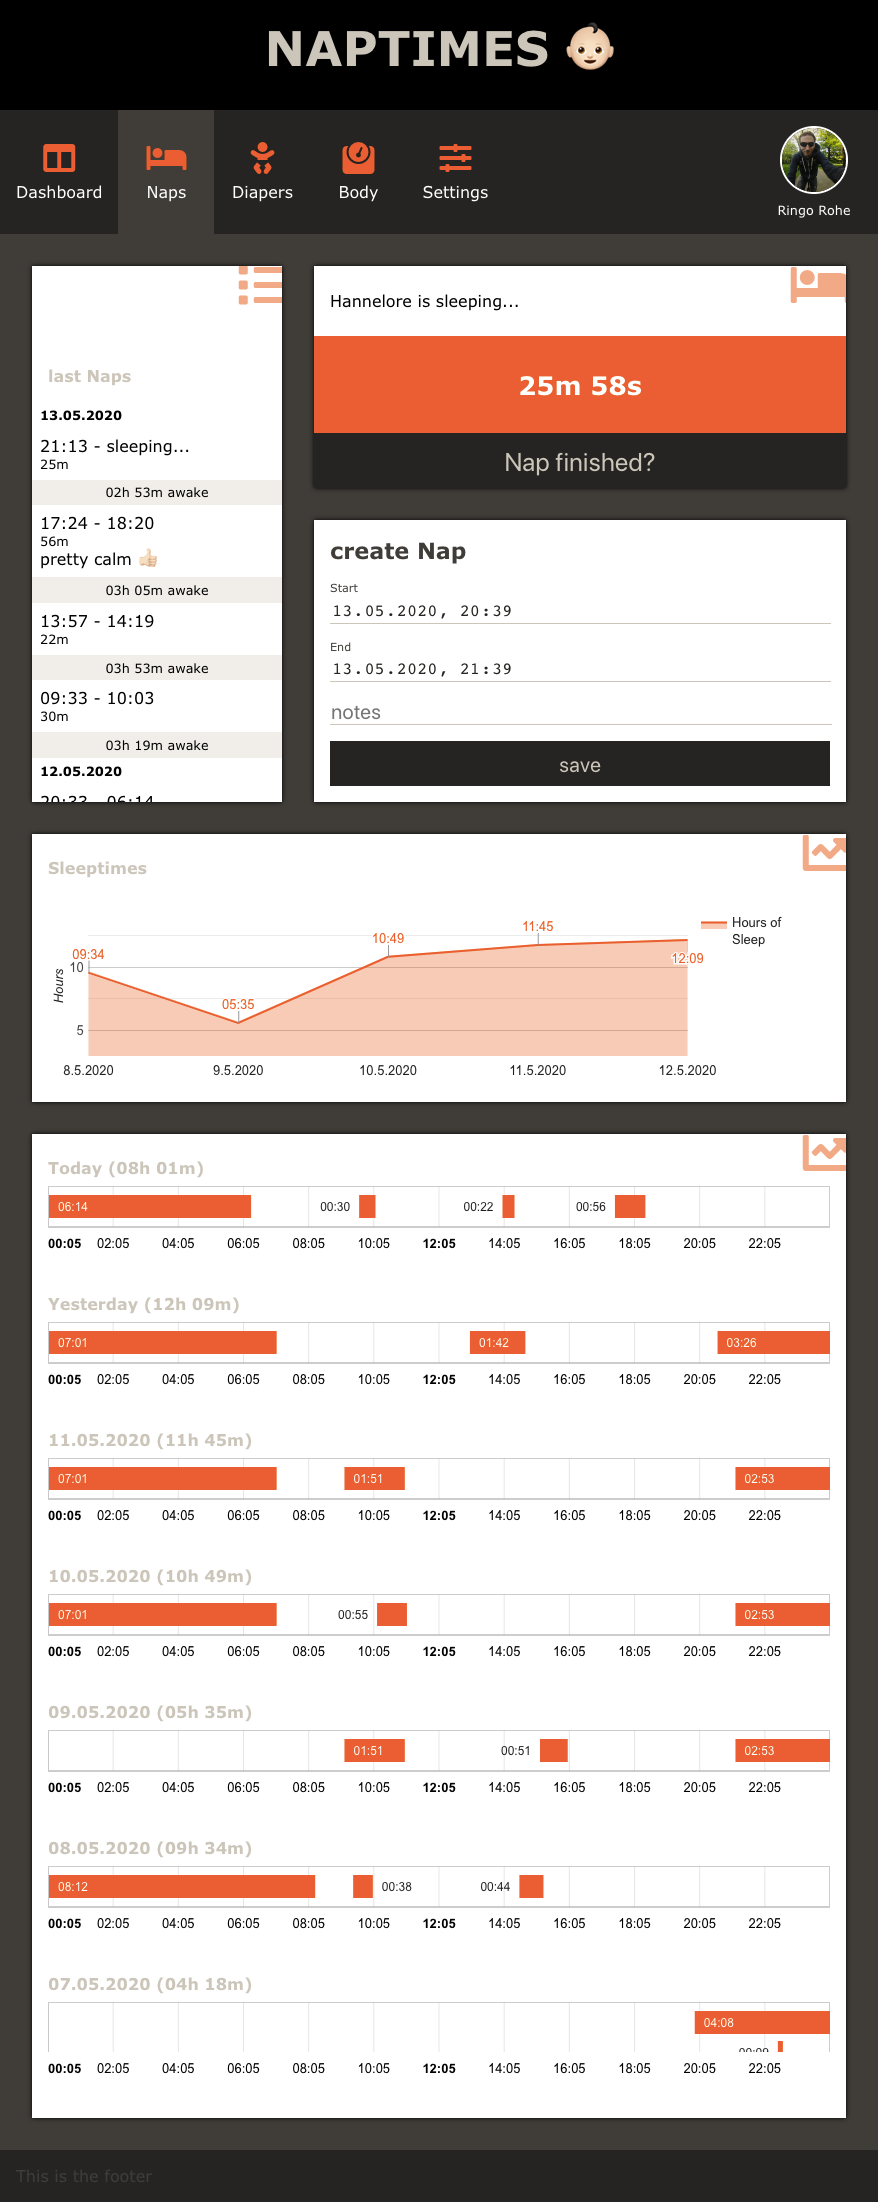 NAPTIMES
Dashboard
Naps
Diapers
Body
Settings
Ringo Rohe
last Naps
13.05.2020
21:13 - sleeping...
25m
02h 53m awake
17:24 - 18:20
56m
pretty calm 👍🏻
03h 05m awake
13:57 - 14:19
22m
03h 53m awake
09:33 - 10:03
30m
03h 19m awake
12.05.2020
20:33 - 06:14
Hannelore is sleeping...
25m 58s
Nap finished?
create Nap
Start
13.05.2020, 20:39
End
13.05.2020, 21:39
notes
save
Sleeptimes
Hours
10
5
09:34
05:35
10:49
11:45
12:09
Hours of
Sleep
8.5.2020 9.5.2020 10.5.2020 11.5.2020 12.5.2020
Today (08h 01m)
06:14 00:30 00:22 00:56
00:05 02:05 04:05 06:05 08:05 10:05 12:05 14:05 16:05 18:05 20:05 22:05
Yesterday (12h 09m)
07:01 01:42 03:26
00:05 02:05 04:05 06:05 08:05 10:05 12:05 14:05 16:05 18:05 20:05 22:05
11.05.2020 (11h 45m)
07:01 01:51 02:53
00:05 02:05 04:05 06:05 08:05 10:05 12:05 14:05 16:05 18:05 20:05 22:05
10.05.2020 (10h 49m)
07:01 00:55 02:53
00:05 02:05 04:05 06:05 08:05 10:05 12:05 14:05 16:05 18:05 20:05 22:05
09.05.2020 (05h 35m)
01:51 00:51 02:53
00:05 02:05 04:05 06:05 08:05 10:05 12:05 14:05 16:05 18:05 20:05 22:05
08.05.2020 (09h 34m)
08:12 00:38 00:44
00:05 02:05 04:05 06:05 08:05 10:05 12:05 14:05 16:05 18:05 20:05 22:05
07.05.2020 (04h 18m)
04:08
00:09
00:05 02:05 04:05 06:05 08:05 10:05 12:05 14:05 16:05 18:05 20:05 22:05
This is the footer